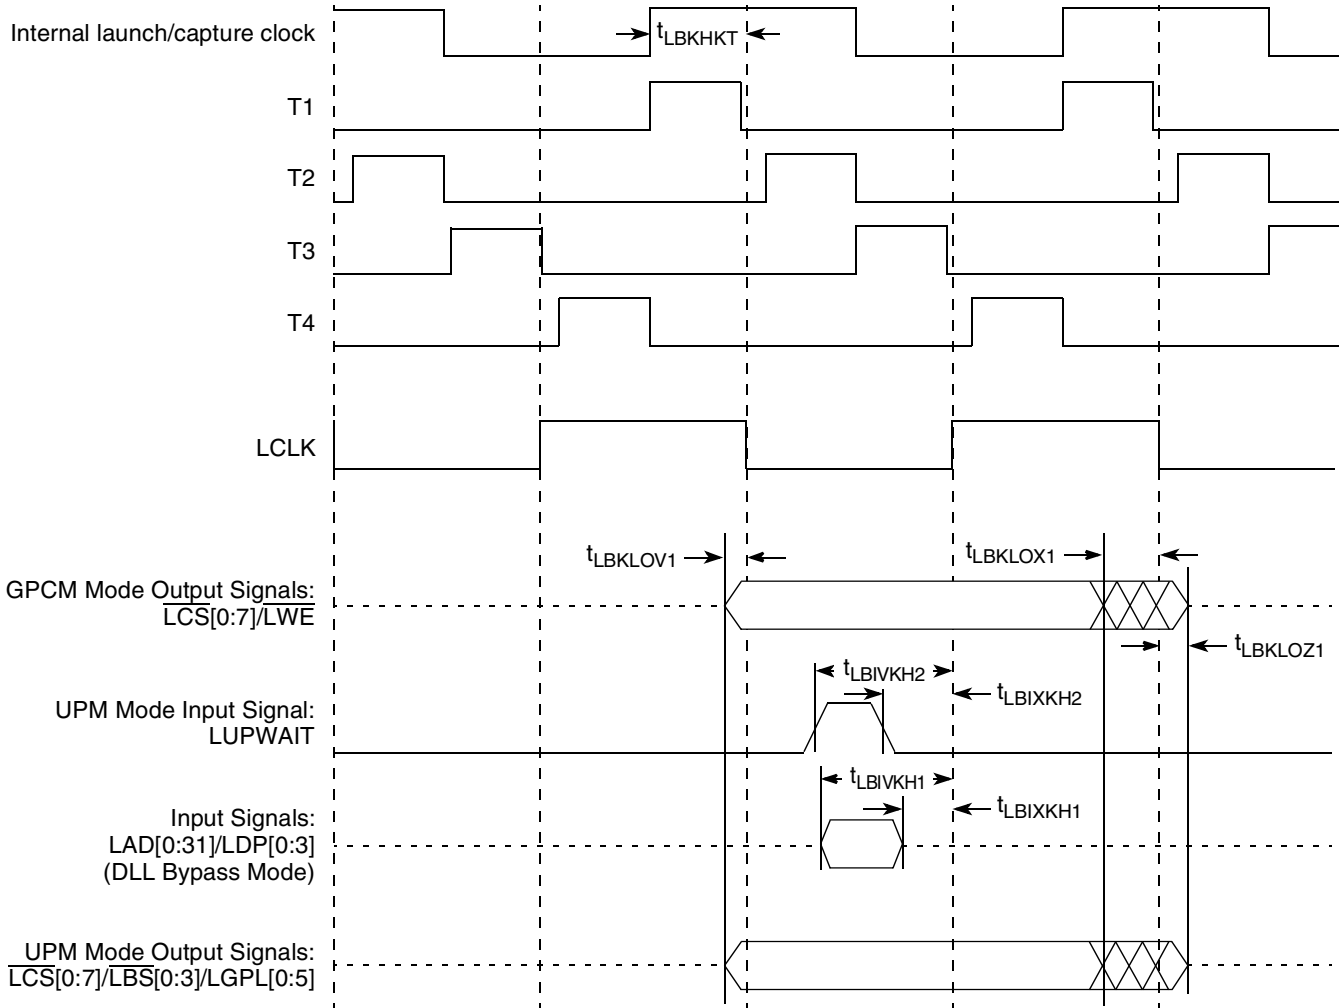 Internal launch/capture clock
tLBKHKT
T1
T2
T3
T4
LCLK
tLBKLOV1
tLBKLOX1
GPCM Mode Output Signals:
LCS[0:7]/LWE
tLBKLOZ1
tLBIVKH2
tLBIXKH2
UPM Mode Input Signal:
LUPWAIT
tLBIVKH1
tLBIXKH1
Input Signals:
LAD[0:31]/LDP[0:3]
(DLL Bypass Mode)
UPM Mode Output Signals:
LCS[0:7]/LBS[0:3]/LGPL[0:5]